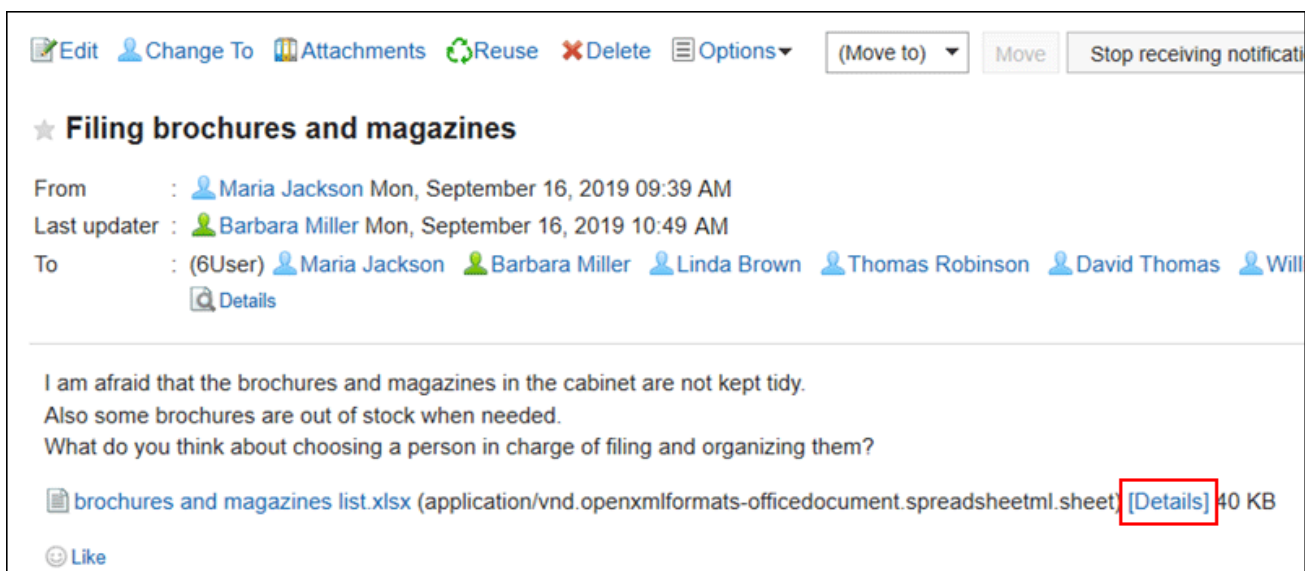 Edit Change To Attachments Reuse Delete Options (Move to) Move Stop receiving
Filing brochures and magazines
From : Maria Jackson Mon, September 16, 2019 09:39 AM
Last updater : Barbara Miller Mon, September 16, 2019 10:49 AM
To : (6User) Maria Jackson Barbara Miller Linda Brown Thomas Robinson David Thomas
Details
I am afraid that the brochures and magazines in the cabinet are not kept tidy.
Also some brochures are out of stock when needed.
What do you think about choosing a person in charge of filing and organizing them?
brochures and magazines list.xlsx (application/vnd.openxmlformats-officedocument.spreadsheetml.sheet) [Details] 40 KB
Like